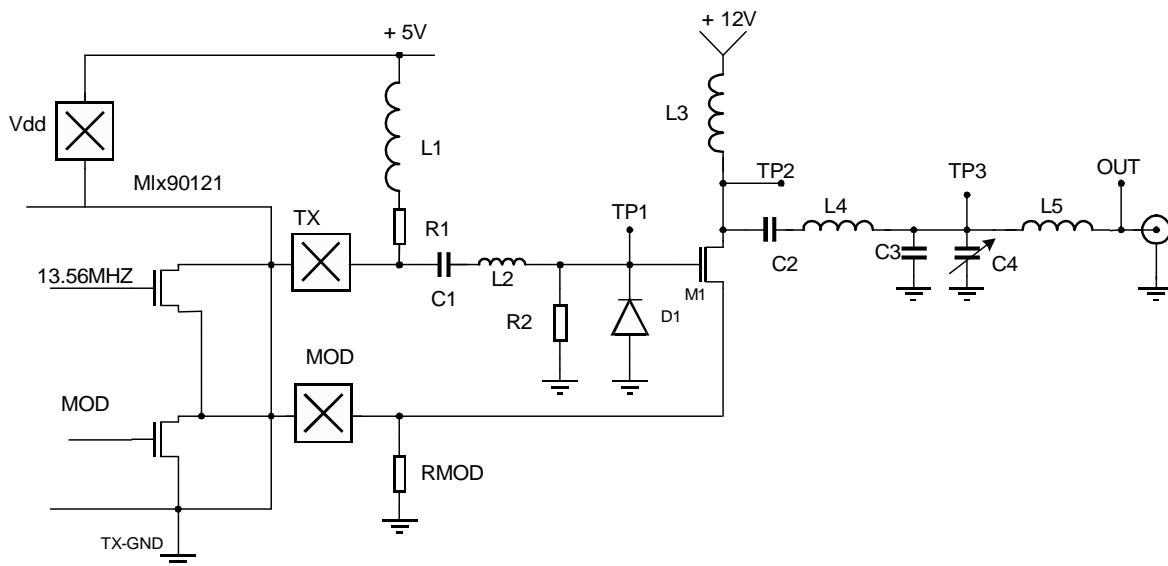 + 12V
+ 5V
Vdd
L3
L1
Mlx90121
TP2
TP3
OUT
TX
TP1
L4
L5
R1
13.56MHZ
C1
L2
C2
C3
C4
M1
R2
D1
MOD
MOD
RMOD
TX-GND